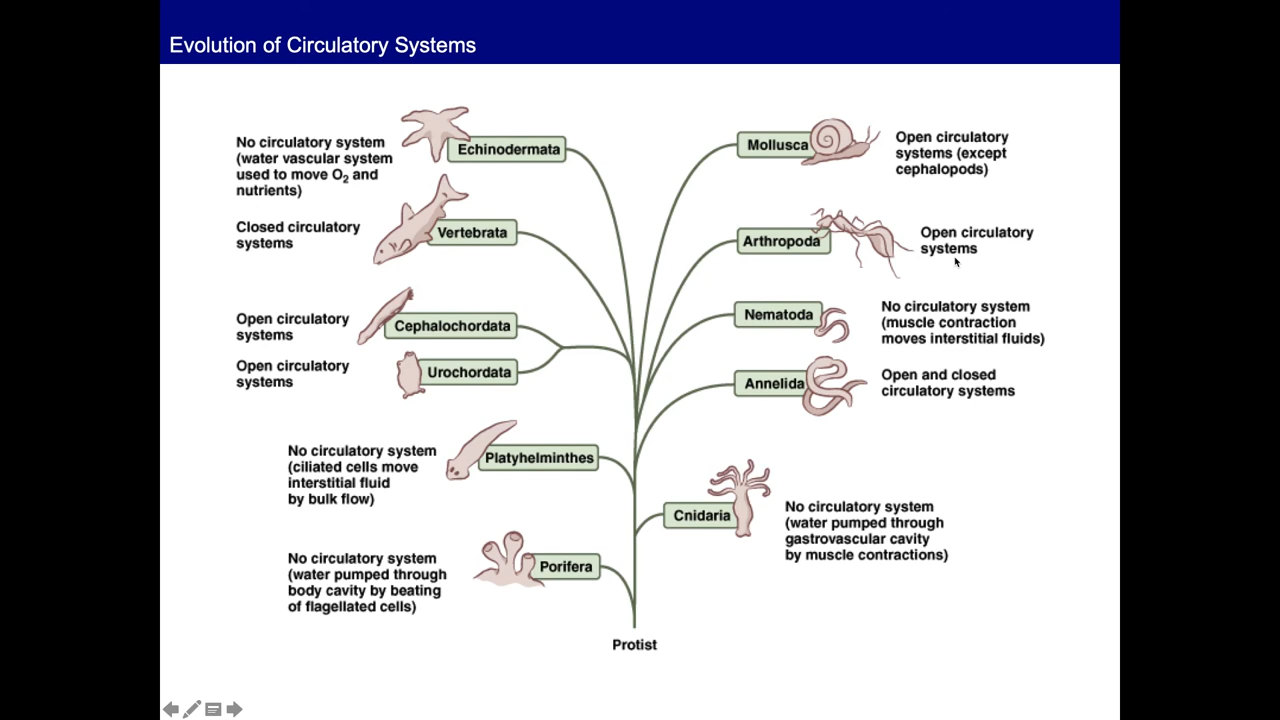 Evolution of Circulatory Systems
No circulatory system
(water vascular system
used to move O₂ and
nutrients)
Echinodermata
Closed circulatory
systems
Vertebrata
Open circulatory
systems
Cephalochordata
Open circulatory
systems
Urochordata
No circulatory system
(ciliated cells move
interstitial fluid
by bulk flow)
Platyhelminthes
No circulatory system
(water pumped through
body cavity by beating
of flagellated cells)
Porifera
Mollusca
Open circulatory
systems (except
cephalopods)
Arthropoda
Open circulatory
systems
Nematoda
No circulatory system
(muscle contraction
moves interstitial fluids)
Annelida
Open and closed
circulatory systems
Cnidaria
No circulatory system
(water pumped through
gastrovascular cavity
by muscle contractions)
Protist